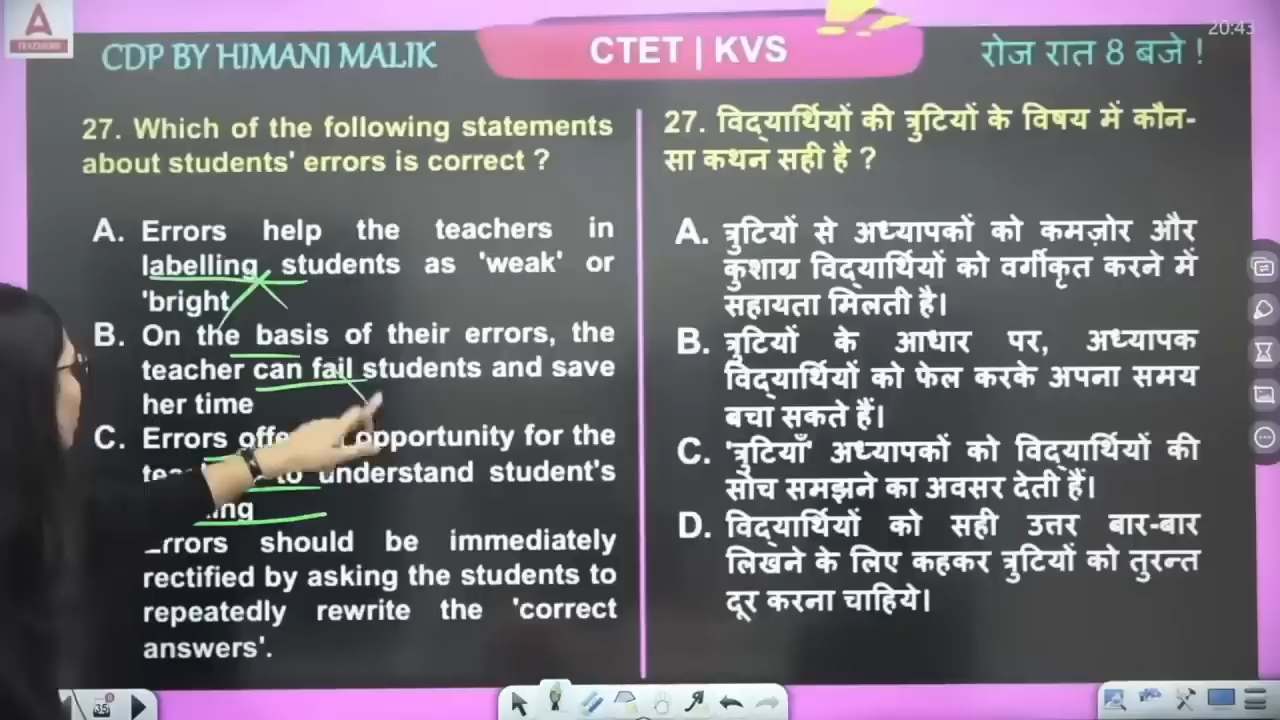 A
TEACHERS
CDP BY HIMANI MALIK
CTET | KVS
रोज रात 8 बजे !
20:43
27. Which of the following statements
about students' errors is correct ?
A. Errors help the teachers in
labelling students as 'weak' or
'bright
B. On the basis of their errors, the
teacher can fail students and save
her time
C. Errors opportunity for the
to understand student's
Errors should be immediately
rectified by asking the students to
repeatedly rewrite the 'correct
answers'.
27. विद्यार्थियों की त्रुटियों के विषय में कौन-
सा कथन सही है ?
A. त्रुटियों से अध्यापकों को कमज़ोर और
कुशाग्र विद्यार्थियों को वर्गीकृत करने में
सहायता मिलती है।
B. त्रुटियों के आधार पर, अध्यापक
विद्यार्थियों को फेल करके अपना समय
बचा सकते हैं।
C. 'त्रुटियाँ' अध्यापकों को विद्यार्थियों की
सोच समझने का अवसर देती हैं।
D. विद्यार्थियों को सही उत्तर बार-बार
लिखने के लिए कहकर त्रुटियों को तुरन्त
दूर करना चाहिये।
35